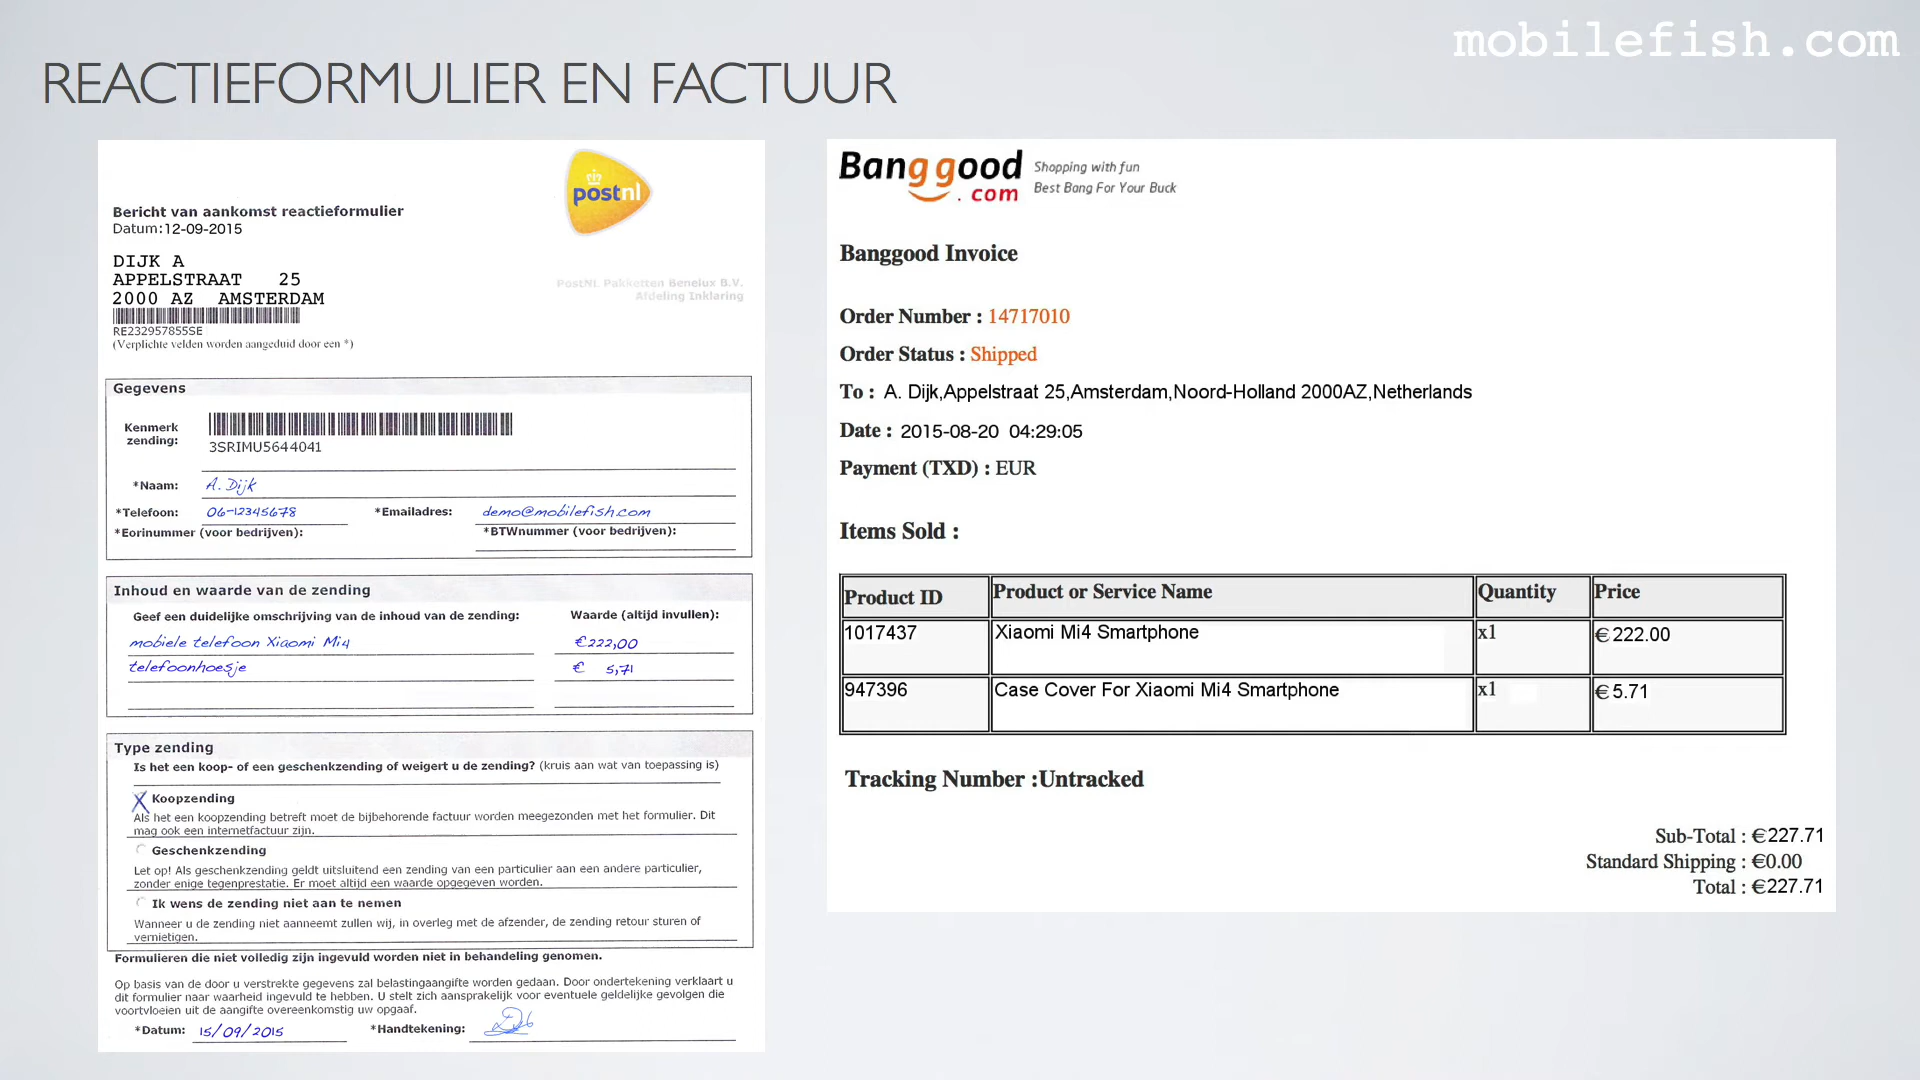 mobilefish.com
REACTIEFORMULIER EN FACTUUR
postnl
Bericht van aankomst reactieformulier
Datum:12-09-2015
DIJK A
APPELSTRAAT 25
2000 AZ AMSTERDAM
PostNL Pakketten Benelux B.V.
Afdeling Inklaring
RE232957855SE
(Verplichte velden worden aangeduid door een *)
Gegevens
Kenmerk zending:
3SRIMU5644041
*Naam: A. Dijk
*Telefoon: 06-12345678 *Emailadres: demo@mobilefish.com
*Eorinummer (voor bedrijven): *BTWnummer (voor bedrijven):
Inhoud en waarde van de zending
Geef een duidelijke omschrijving van de inhoud van de zending: Waarde (altijd invullen):
mobiele telefoon Xiaomi Mi4 €222,00
telefoonhoesje € 5,71
Type zending
Is het een koop- of een geschenkzending of weigert u de zending? (kruis aan wat van toepassing is)
X Koopzending
Als het een koopzending betreft moet de bijbehorende factuur worden meegezonden met het formulier. Dit
mag ook een internetfactuur zijn.
Geschenkzending
Let op! Als geschenkzending geldt uitsluitend een zending van een particulier aan een andere particulier,
zonder enige tegenprestatie. Er moet altijd een waarde opgegeven worden.
Ik wens de zending niet aan te nemen
Wanneer u de zending niet aanneemt zullen wij, in overleg met de afzender, de zending retour sturen of
vernietigen.
Formulieren die niet volledig zijn ingevuld worden niet in behandeling genomen.
Op basis van de door u verstrekte gegevens zal belastingaangifte worden gedaan. Door ondertekening verklaart u
dit formulier naar waarheid ingevuld te hebben. U stelt zich aansprakelijk voor eventuele geldelijke gevolgen die
voortvloeien uit de aangifte overeenkomstig uw opgaaf.
*Datum: 15/09/2015 *Handtekening:
Banggood.com
Shopping with fun
Best Bang For Your Buck
Banggood Invoice
Order Number : 14717010
Order Status : Shipped
To : A. Dijk,Appelstraat 25,Amsterdam,Noord-Holland 2000AZ,Netherlands
Date : 2015-08-20 04:29:05
Payment (TXD) : EUR
Items Sold :
Product ID Product or Service Name Quantity Price
1017437 Xiaomi Mi4 Smartphone x1 €222.00
947396 Case Cover For Xiaomi Mi4 Smartphone x1 €5.71
Tracking Number :Untracked
Sub-Total : €227.71
Standard Shipping : €0.00
Total : €227.71